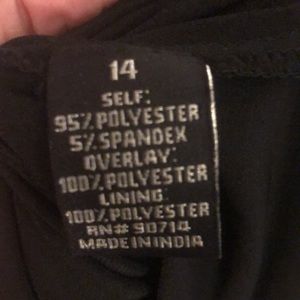 14
SELF:
95% POLYESTER
5% SPANDEX
OVERLAY:
100% POLYESTER
LINING:
100% POLYESTER
RN# 90714
MADE IN INDIA